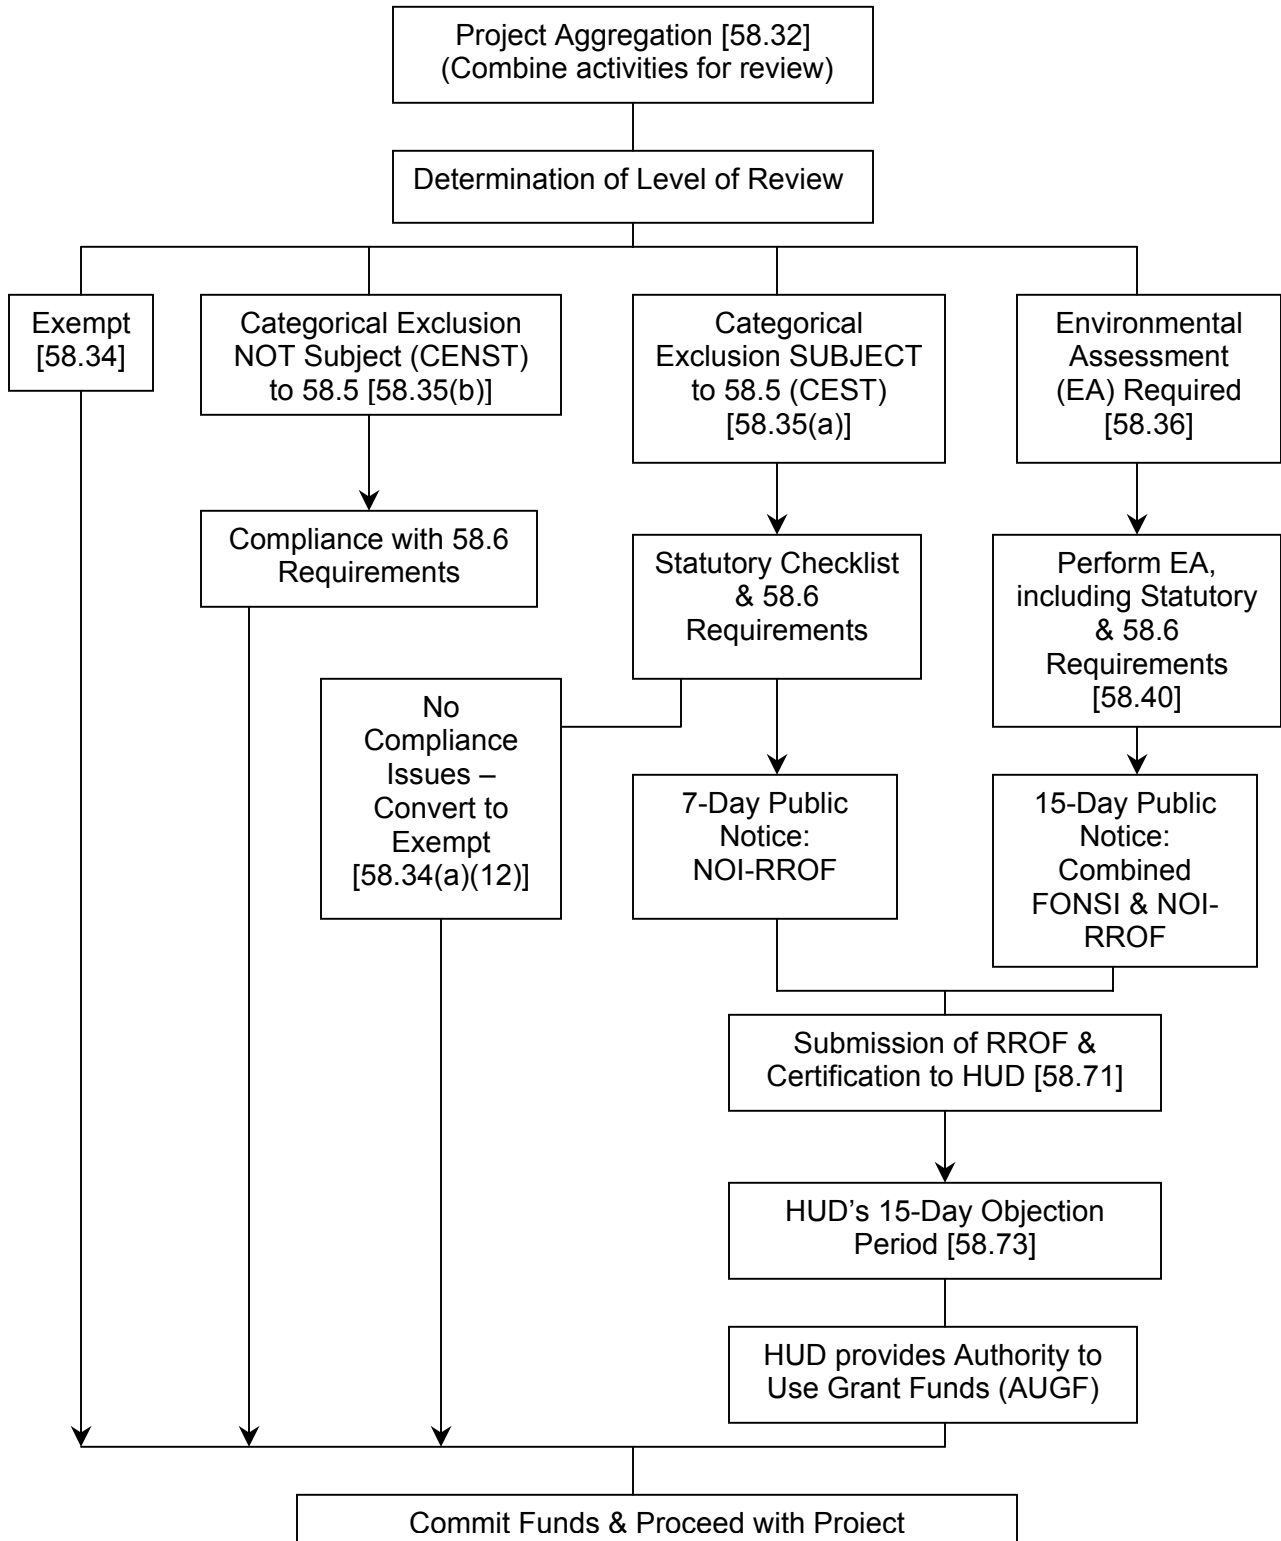 Project Aggregation [58.32]
(Combine activities for review)
Determination of Level of Review
Exempt
[58.34]
Categorical Exclusion
NOT Subject (CENST)
to 58.5 [58.35(b)]
Categorical
Exclusion SUBJECT
to 58.5 (CEST)
[58.35(a)]
Environmental
Assessment
(EA) Required
[58.36]
Compliance with 58.6
Requirements
Statutory Checklist
& 58.6
Requirements
Perform EA,
including Statutory
& 58.6
Requirements
[58.40]
No
Compliance
Issues –
Convert to
Exempt
[58.34(a)(12)]
7-Day Public
Notice:
NOI-RROF
15-Day Public
Notice:
Combined
FONSI & NOI-
RROF
Submission of RROF &
Certification to HUD [58.71]
HUD’s 15-Day Objection
Period [58.73]
HUD provides Authority to
Use Grant Funds (AUGF)
Commit Funds & Proceed with Project